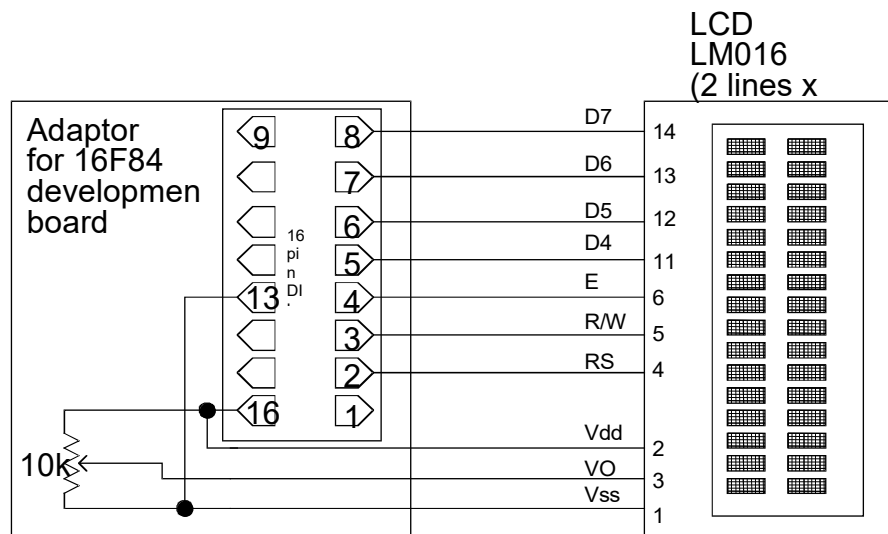 LCD
LM016
(2 lines x
Adaptor
for 16F84
developmen
board
9
8
7
6
5
13
4
3
2
16
1
16
pi
n
DI
.
D7
14
D6
13
D5
12
D4
11
E
6
R/W
5
RS
4
Vdd
2
10k
VO
3
Vss
1